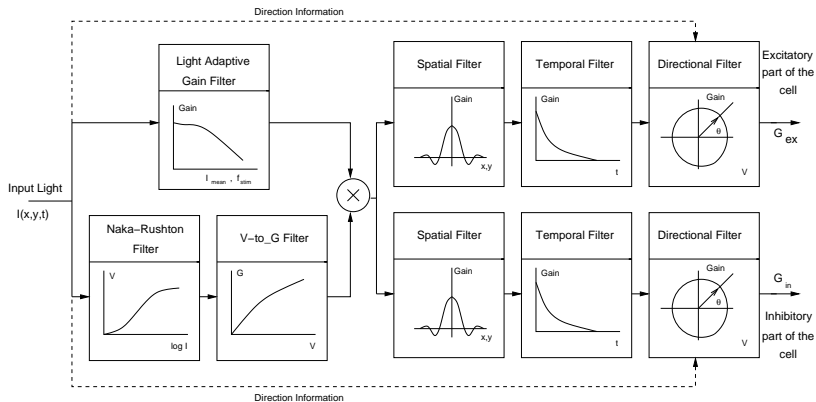 Direction Information
Light Adaptive
Gain Filter
Gain
I mean , f stim
Spatial Filter
Gain
x,y
Temporal Filter
Gain
t
Directional Filter
Gain
θ
V
Excitatory
part of the
cell
G ex
Input Light
I(x,y,t)
×
Naka-Rushton
Filter
V
log I
V-to_G Filter
G
V
Spatial Filter
Gain
x,y
Temporal Filter
Gain
t
Directional Filter
Gain
θ
V
G in
Inhibitory
part of the
cell
Direction Information